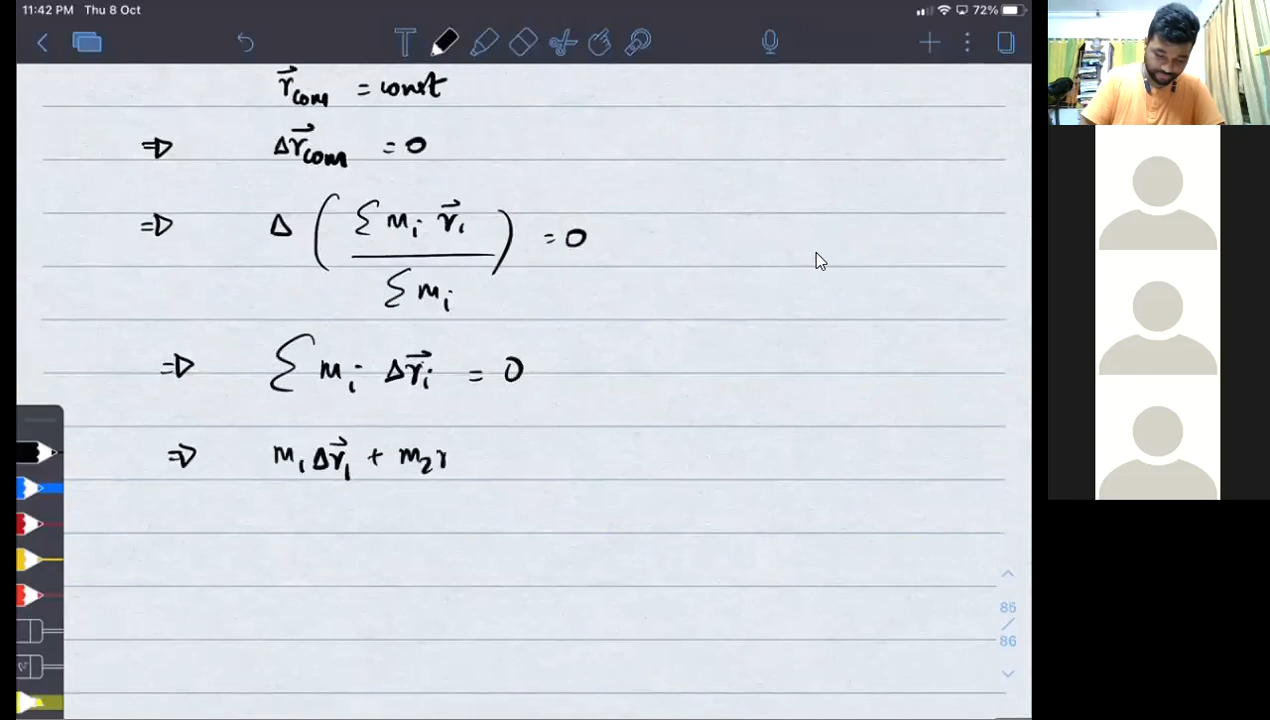 11:42 PM Thu 8 Oct 72%
T
r⃗com = const
⇒ Δr⃗com = 0
⇒ Δ ( Σ mi r⃗i / Σ mi ) = 0
⇒ Σ mi Δr⃗i = 0
⇒ m1 Δr⃗1 + m2 r
85
/
86